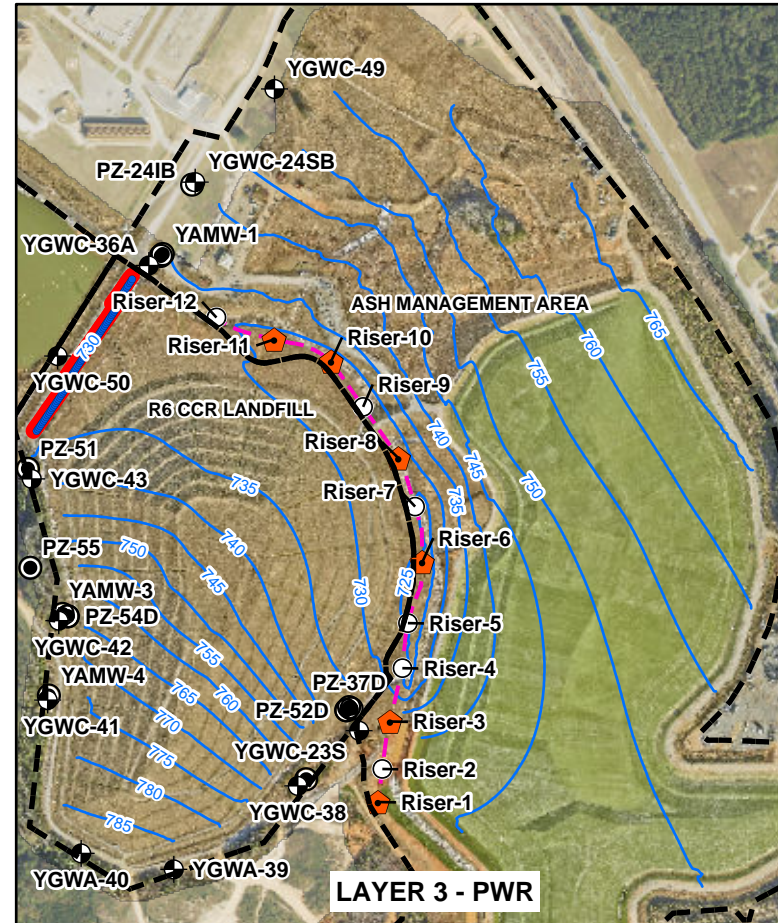 YGWC-49
PZ-24IB
YGWC-24SB
YGWC-36A
YAMW-1
Riser-12
ASH MANAGEMENT AREA
765
760
755
730
Riser-11
Riser-10
YGWC-50
R6 CCR LANDFILL
Riser-9
740
745
750
Riser-8
PZ-51
YGWC-43
735
Riser-7
735
740
750
745
Riser-6
PZ-55
730
725
YAMW-3
PZ-54D
Riser-5
YGWC-42
755
Riser-4
YAMW-4
765
760
PZ-37D
PZ-52D
YGWC-41
770
Riser-3
775
YGWC-23S
Riser-2
780
YGWC-38
Riser-1
785
YGWA-40
YGWA-39
LAYER 3 - PWR